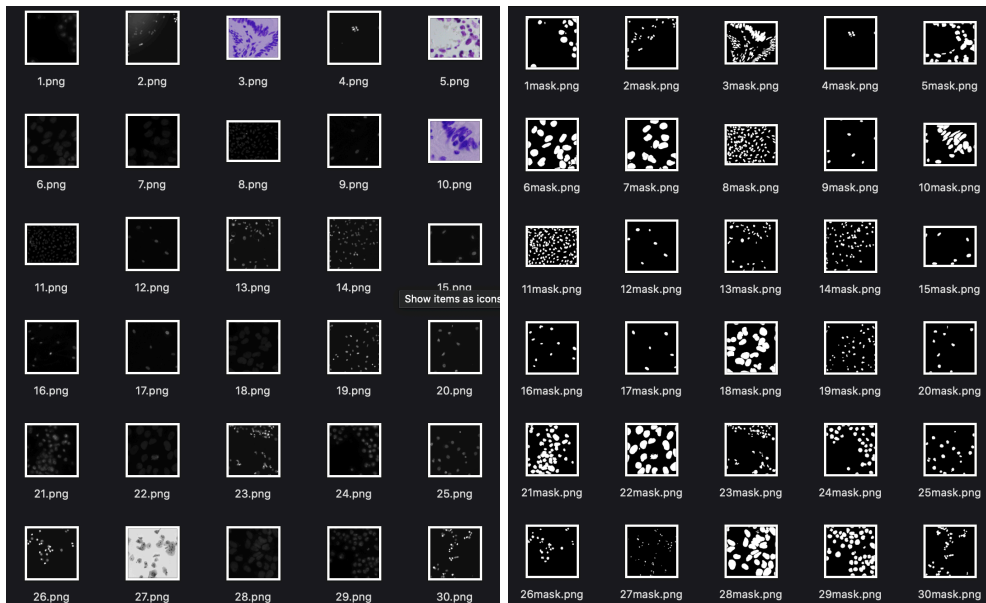 1.png 2.png 3.png 4.png 5.png
6.png 7.png 8.png 9.png 10.png
11.png 12.png 13.png 14.png 15.png
Show items as icons
16.png 17.png 18.png 19.png 20.png
21.png 22.png 23.png 24.png 25.png
26.png 27.png 28.png 29.png 30.png
1mask.png 2mask.png 3mask.png 4mask.png 5mask.png
6mask.png 7mask.png 8mask.png 9mask.png 10mask.png
11mask.png 12mask.png 13mask.png 14mask.png 15mask.png
16mask.png 17mask.png 18mask.png 19mask.png 20mask.png
21mask.png 22mask.png 23mask.png 24mask.png 25mask.png
26mask.png 27mask.png 28mask.png 29mask.png 30mask.png